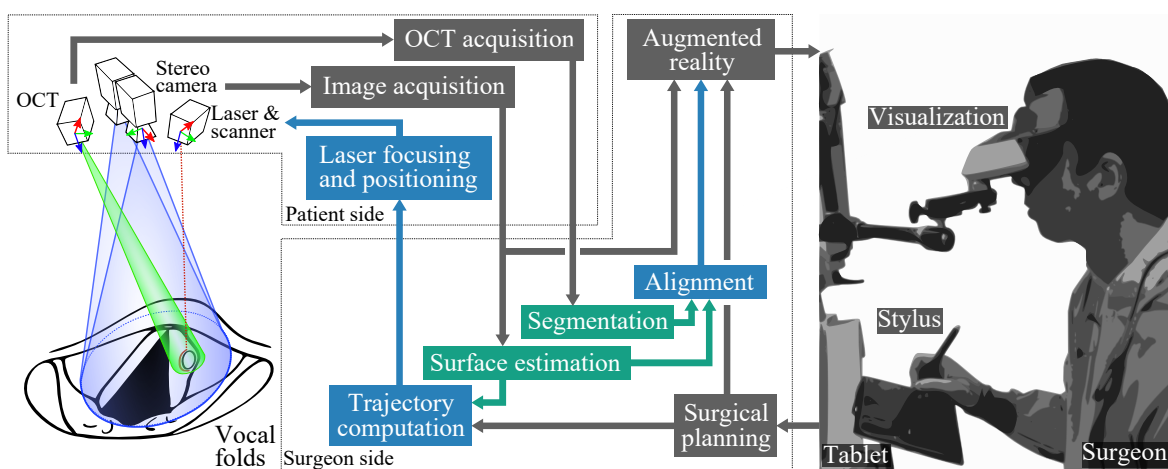 OCT acquisition
Augmented
reality
Stereo
camera
Image acquisition
OCT
Laser &
scanner
Visualization
Laser focusing
and positioning
Patient side
Alignment
Segmentation
Stylus
Surface estimation
Trajectory
computation
Surgical
planning
Vocal
folds
Surgeon side
Tablet
Surgeon